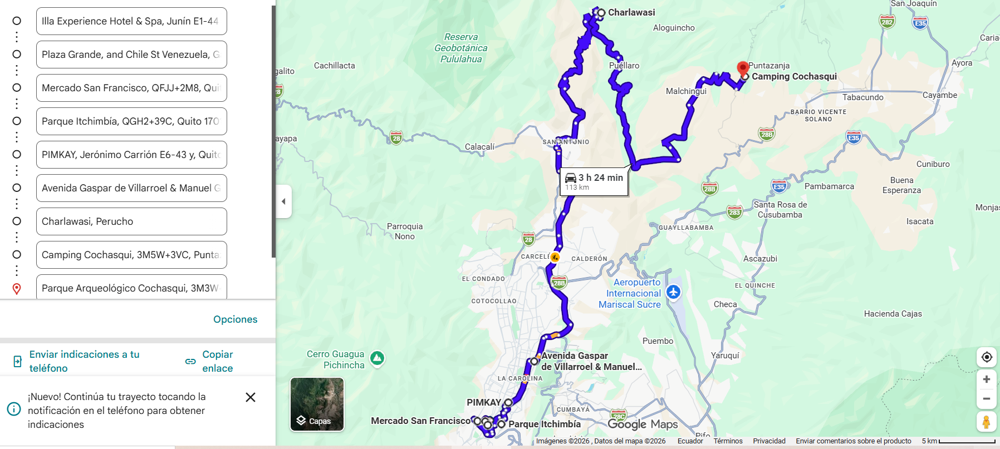 Illa Experience Hotel & Spa, Junín E1-44
Plaza Grande, and Chile St Venezuela, G
Mercado San Francisco, QFJJ+2M8, Qui
Parque Itchimbía, QGH2+39C, Quito 170
PIMKAY, Jerónimo Carrión E6-43 y, Quito
Avenida Gaspar de Villarroel & Manuel G
Charlawasi, Perucho
Camping Cochasqui, 3M5W+3VC, Punta
Parque Arqueológico Cochasqui, 3M3W
Opciones
Enviar indicaciones a tu
teléfono
Copiar
enlace
¡Nuevo! Continúa tu trayecto tocando la
notificación en el teléfono para obtener
indicaciones
San Joaquín
Charlawasi
282
E35
Aloguincho
Reserva
Geobotánica
Pululahua
Caria
Cachillacta
galito
Puéllaro
Puntazanja
Camping Cochasqui
Ayora
28
Malchingui
Tabacundo
Cayambe
BARRIO VICENTE
SOLANO
ayapa
28
Calacalí
SAN ANTONIO
28B
E35
Cuniburo
3 h 24 min
113 km
28B
E35
Pambamarca
Buena
Esperanza
283
Santa Rosa de
Cusubamba
Monjas
Parroquia
Nono
GUAYLLABAMBA
Isacata
28
CARCELÉ
CALDERÓN
Ascazubi
EL CONDADO
28B
Aeropuerto
Internacional
Mariscal Sucre
EL QUINCHE
COTOCOLLAO
Checa
Hacienda Cajas
Puembo
Cerro Guagua
Pichincha
Avenida Gaspar
de Villarroel & Manuel...
Yaruquí
LA CAROLINA
PIMKAY
CUMBAYÁ
28C
Mercado San Francisco
Parque Itchimbía
Google Maps
Pifo
Capas
Imágenes ©2026 , Datos del mapa ©2026 Ecuador Términos Privacidad Enviar comentarios sobre el producto 5 km